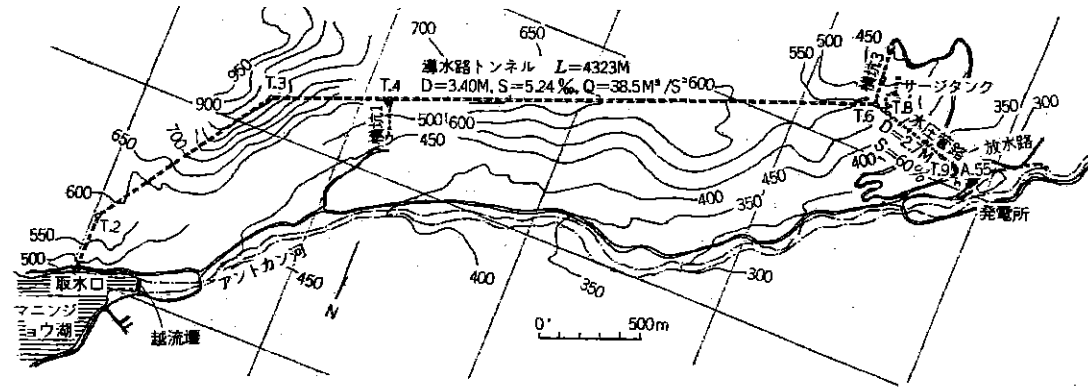 700
650
導水路トンネル L=4323M
D=3.40M, S=5.24‰, Q=38.5M³/S
600
950
T.3
T.4
900
700
650
横坑1
500
600
450
600
T.2
550
500
取水口
マニンジョウ湖
越流堰
アントカン河
450
400
350
N
0
500m
400
350
300
450
400
550
500
450
横坑3
サージタンク
T.8
T.6
水圧管路
D=2.7M
S=60%
T.9
A.55
放水路
350
300
発電所